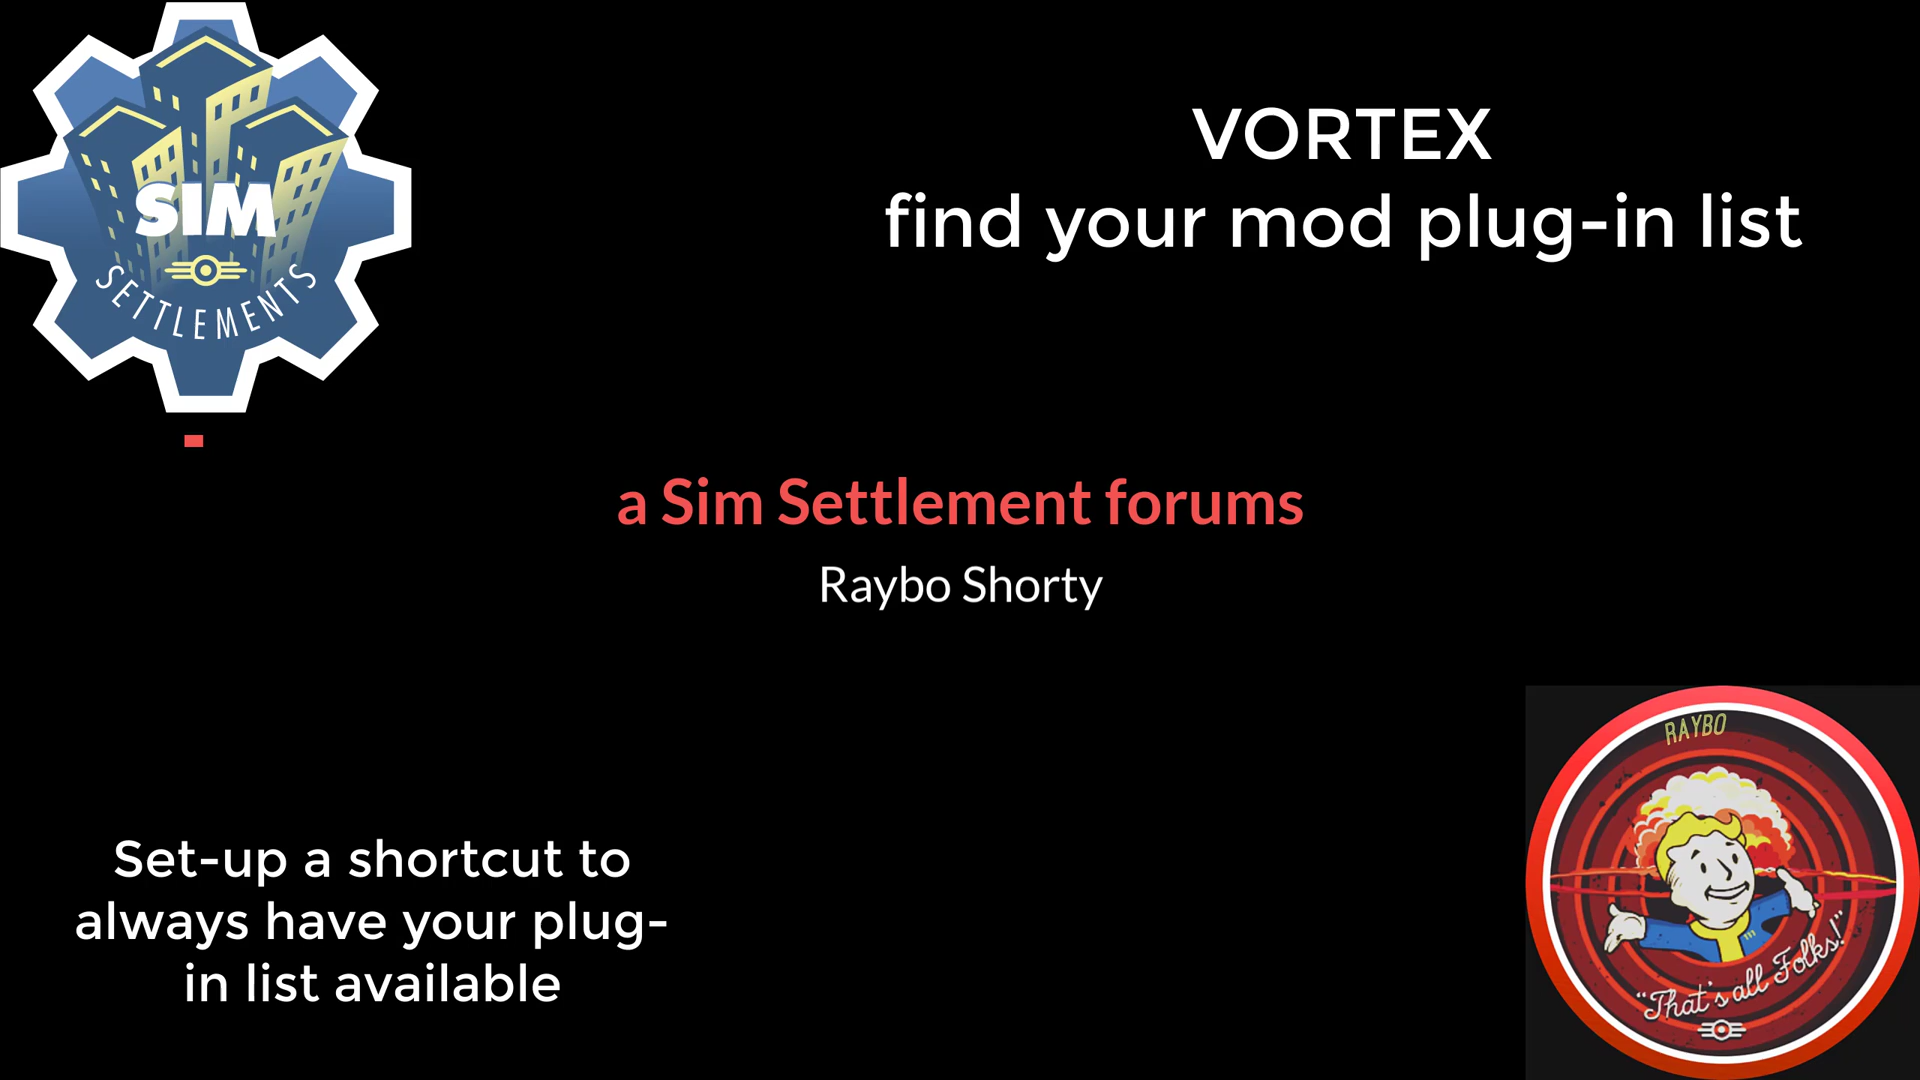 SIM
SETTLEMENTS
VORTEX
find your mod plug-in list
a Sim Settlement forums
Raybo Shorty
Set-up a shortcut to
always have your plug-
in list available
RAYBO
"That's all Folks!"